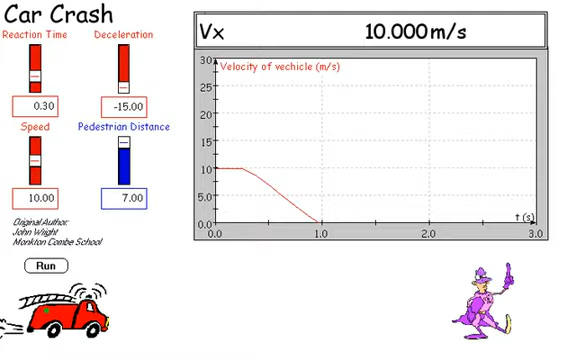 Car Crash
Reaction Time
Deceleration
0.30
-15.00
Speed
Pedestrian Distance
10.00
7.00
Original Author:
John Wright
Monkton Combe School
Run
Vx 10.000 m/s
Velocity of vechicle (m/s)
30
25
20
15
10
5.0
0.0
t (s)
0.0 1.0 2.0 3.0